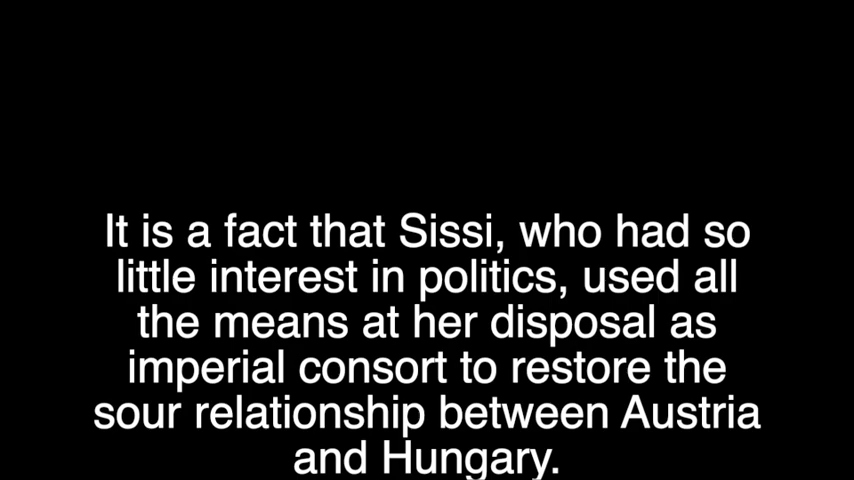 It is a fact that Sissi, who had so
little interest in politics, used all
the means at her disposal as
imperial consort to restore the
sour relationship between Austria
and Hungary.